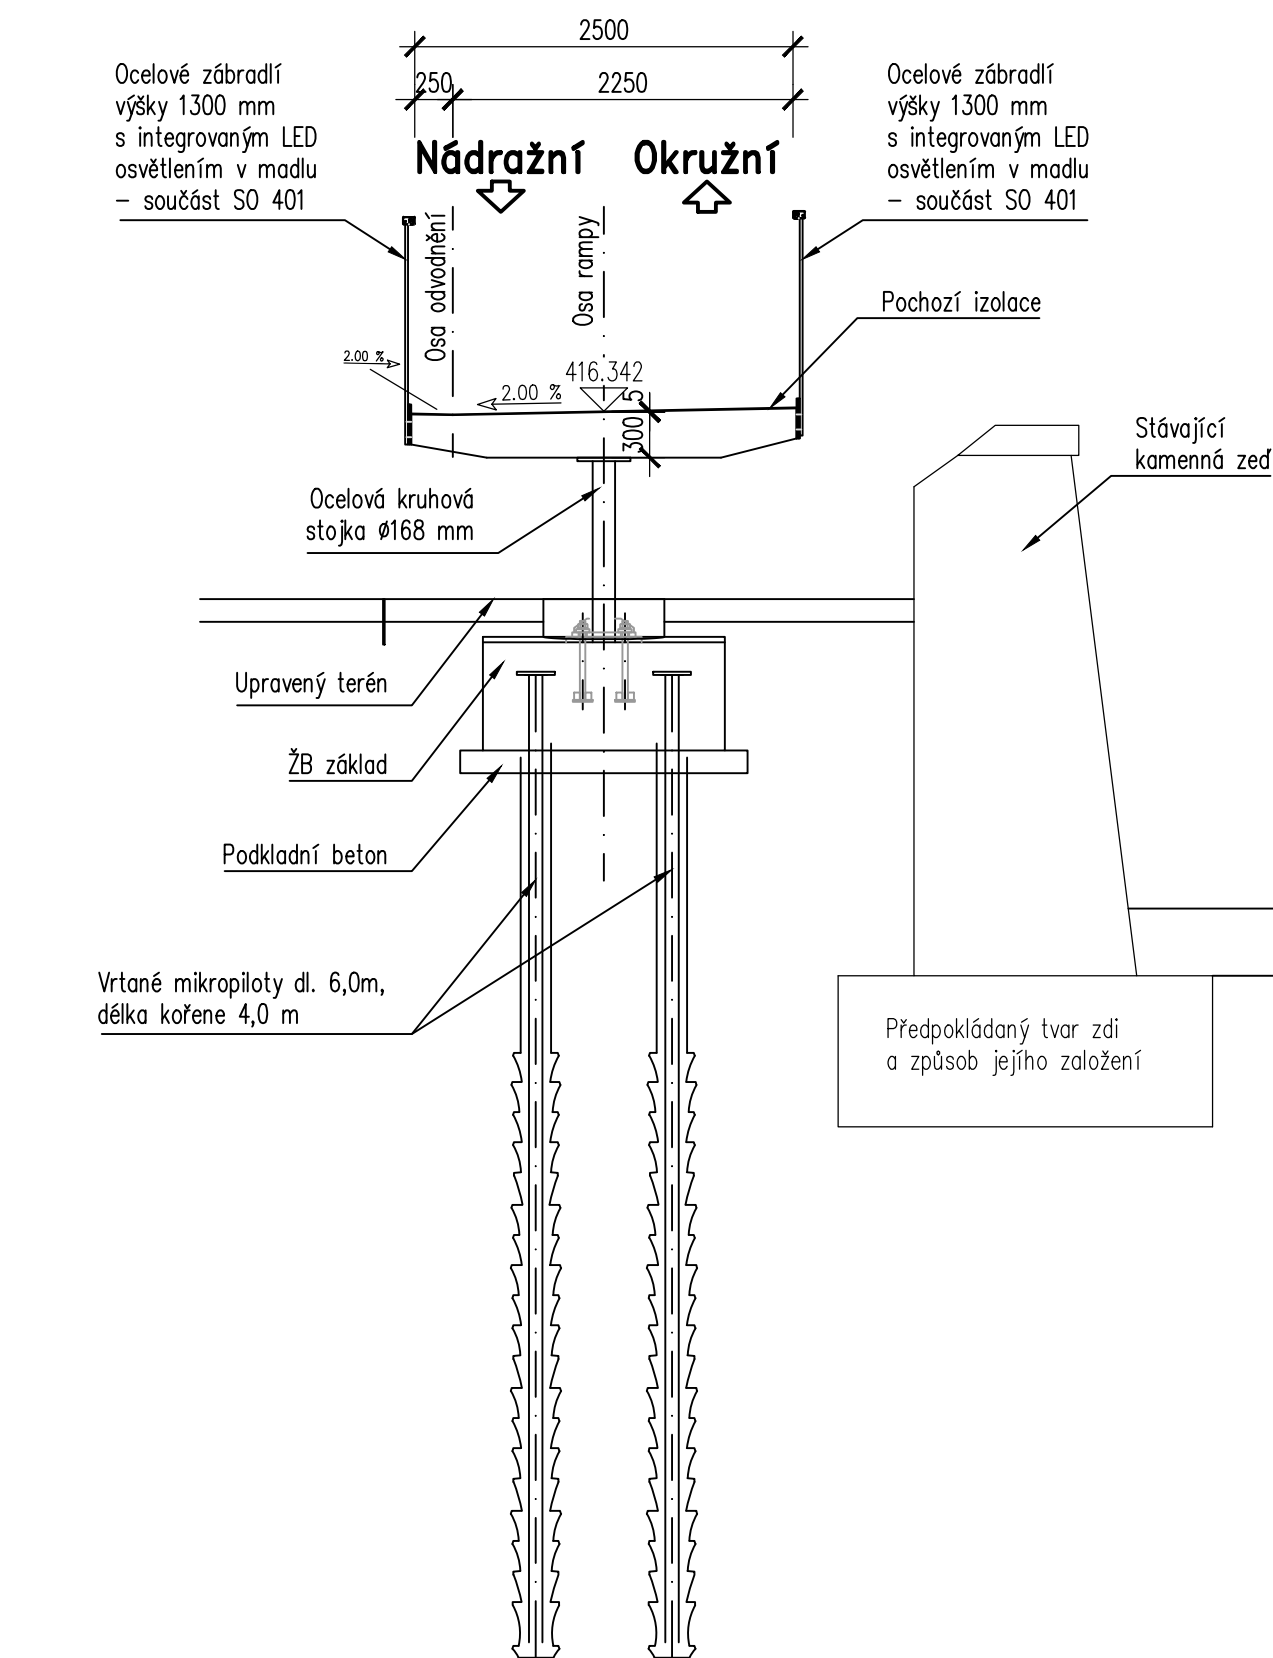 2500
250
2250
Ocelové zábradlí
výšky 1300 mm
s integrovaným LED
osvětlením v madlu
– součást SO 401
Ocelové zábradlí
výšky 1300 mm
s integrovaným LED
osvětlením v madlu
– součást SO 401
Nádražní
Okružní
Osa odvodnění
Osa rampy
Pochozí izolace
2.00 %
2.00 %
416.342
5
300
Stávající
kamenná zeď
Ocelová kruhová
stojka ø168 mm
Upravený terén
ŽB základ
Podkladní beton
Vrtané mikropiloty dl. 6,0m,
délka kořene 4,0 m
Předpokládaný tvar zdi
a způsob jejího založení